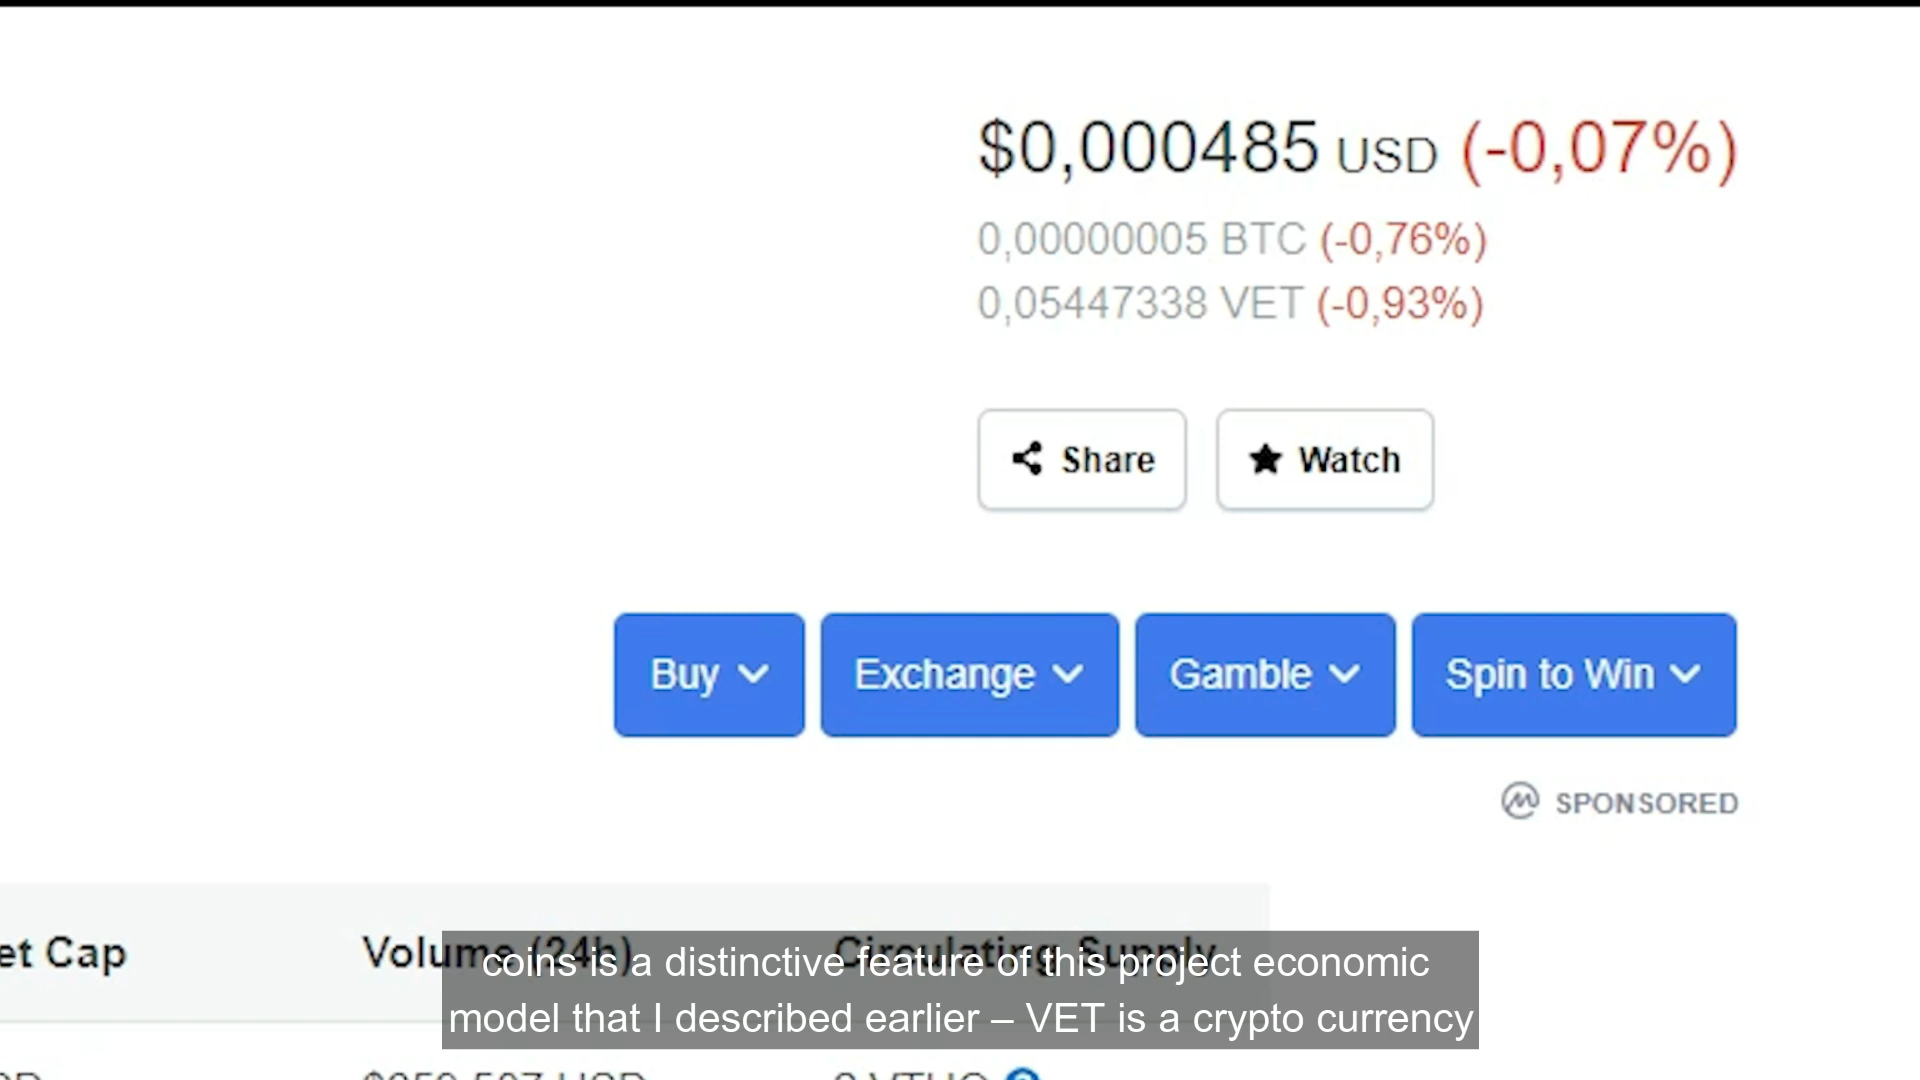 $0,000485 USD (-0,07%)
0,00000005 BTC (-0,76%)
0,05447338 VET (-0,93%)
Share Watch
Buy Exchange Gamble Spin to Win
SPONSORED
et Cap Volume (24h) Circulating Supply
coins is a distinctive feature of this project economic
model that I described earlier – VET is a crypto currency